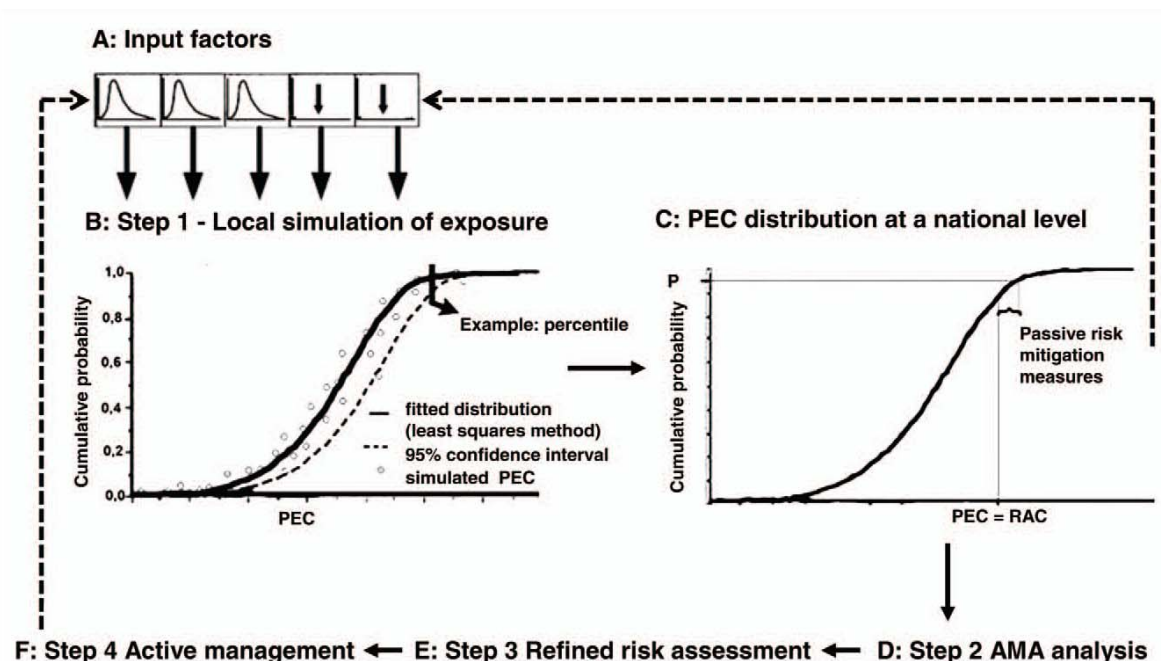 A: Input factors
B: Step 1 - Local simulation of exposure
Cumulative probability
1,0
0,8
0,6
0,4
0,2
0,0
Example: percentile
fitted distribution
(least squares method)
95% confidence interval
simulated PEC
PEC
C: PEC distribution at a national level
Cumulative probability
P
Passive risk
mitigation
measures
PEC = RAC
F: Step 4 Active management
E: Step 3 Refined risk assessment
D: Step 2 AMA analysis